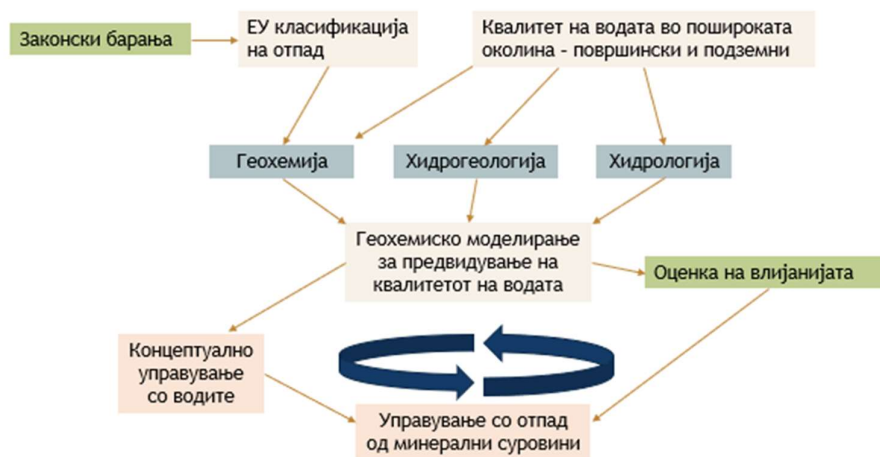 Законски барања
ЕУ класификација
на отпад
Квалитет на водата во пошироката
околина - површински и подземни
Геохемија
Хидрогеологија
Хидрологија
Геохемиско моделирање
за предвидување на
квалитетот на водата
Оценка на влијанијата
Концептуално
управување
со водите
Управување со отпад
од минерални суровини